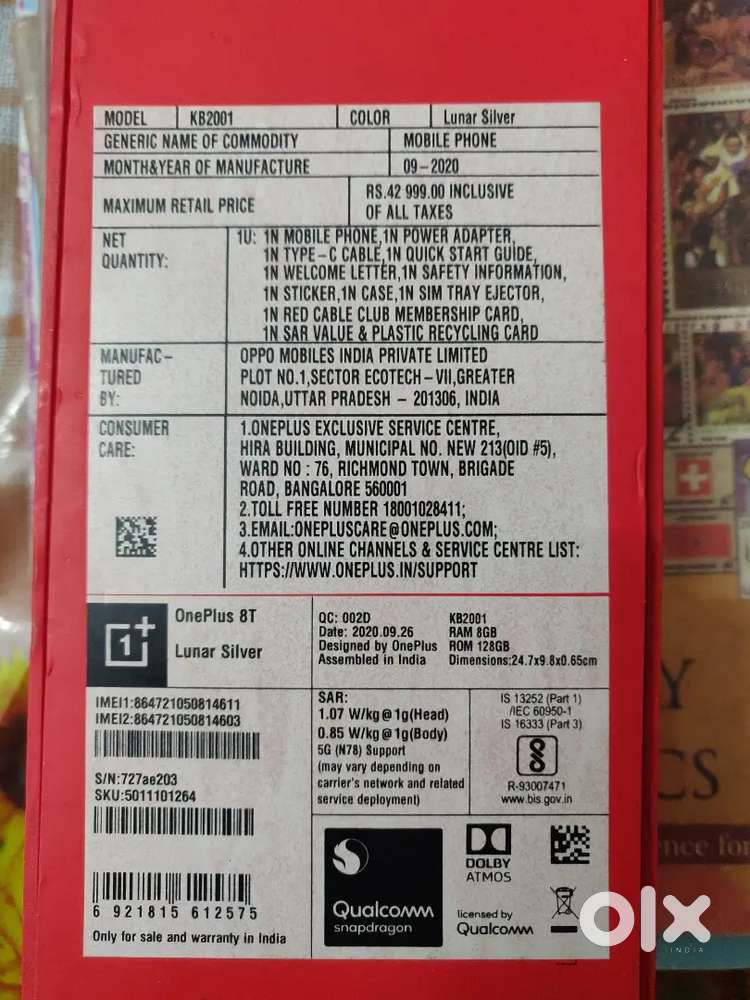 MODEL KB2001 COLOR Lunar Silver
GENERIC NAME OF COMMODITY MOBILE PHONE
MONTH&YEAR OF MANUFACTURE 09-2020
MAXIMUM RETAIL PRICE RS.42 999.00 INCLUSIVE
OF ALL TAXES
NET QUANTITY: 1U: 1N MOBILE PHONE,1N POWER ADAPTER,
1N TYPE-C CABLE,1N QUICK START GUIDE,
1N WELCOME LETTER,1N SAFETY INFORMATION,
1N STICKER,1N CASE,1N SIM TRAY EJECTOR,
1N RED CABLE CLUB MEMBERSHIP CARD,
1N SAR VALUE & PLASTIC RECYCLING CARD
MANUFAC-
TURED
BY:
OPPO MOBILES INDIA PRIVATE LIMITED
PLOT NO.1,SECTOR ECOTECH-VII,GREATER
NOIDA,UTTAR PRADESH - 201306, INDIA
CONSUMER
CARE:
1.ONEPLUS EXCLUSIVE SERVICE CENTRE,
HIRA BUILDING, MUNICIPAL NO. NEW 213(OID #5),
WARD NO : 76, RICHMOND TOWN, BRIGADE
ROAD, BANGALORE 560001
2.TOLL FREE NUMBER 18001028411;
3.EMAIL:ONEPLUSCARE@ONEPLUS.COM;
4.OTHER ONLINE CHANNELS & SERVICE CENTRE LIST:
HTTPS://WWW.ONEPLUS.IN/SUPPORT
1+
OnePlus 8T
Lunar Silver
QC: 002D
Date: 2020.09.26
Designed by OnePlus
Assembled in India
KB2001
RAM 8GB
ROM 128GB
Dimensions:24.7x9.8x0.65cm
IMEI1:864721050814611
IMEI2:864721050814603
S/N:727ae203
SKU:5011101264
6 921815 612575
Only for sale and warranty in India
SAR:
1.07 W/kg@1g(Head)
0.85 W/kg@1g(Body)
5G (N78) Support
(may vary depending on
carrier's network and related
service deployment)
IS 13252 (Part 1)
/IEC 60950-1
IS 16333 (Part 3)
R-93007471
www.bis.gov.in
Qualcomm
snapdragon
DOLBY
ATMOS
licensed by
Qualcomm
olx
INDIA
Y
CS
ence for